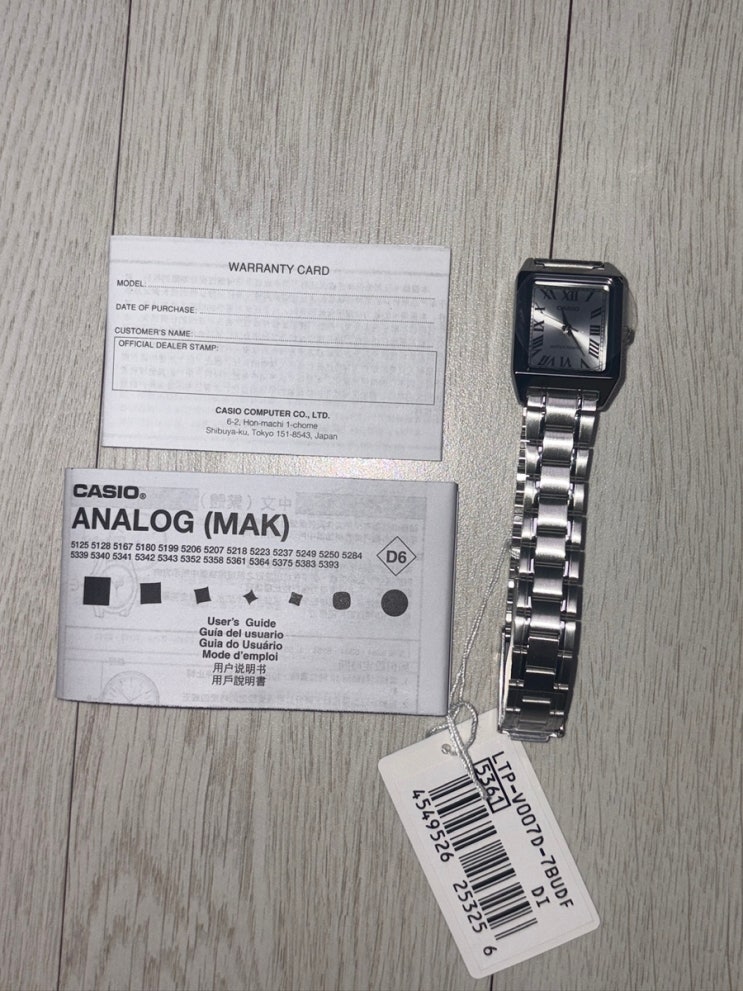 WARRANTY CARD
MODEL:
DATE OF PURCHASE:
CUSTOMER'S NAME:
OFFICIAL DEALER STAMP:
CASIO COMPUTER CO., LTD.
6-2, Hon-machi 1-chome
Shibuya-ku, Tokyo 151-8543, Japan
CASIO®
ANALOG (MAK)
5125 5128 5167 5180 5199 5206 5207 5218 5223 5237 5249 5250 5284
5339 5340 5341 5342 5343 5352 5358 5361 5364 5375 5383 5393
D6
User's Guide
Guía del usuario
Guia do Usuário
Mode d'emploi
用户说明书
用戶說明書
XII
CASIO
LTP-V007D-7BUDF
5361
DI
4549526 25325 6